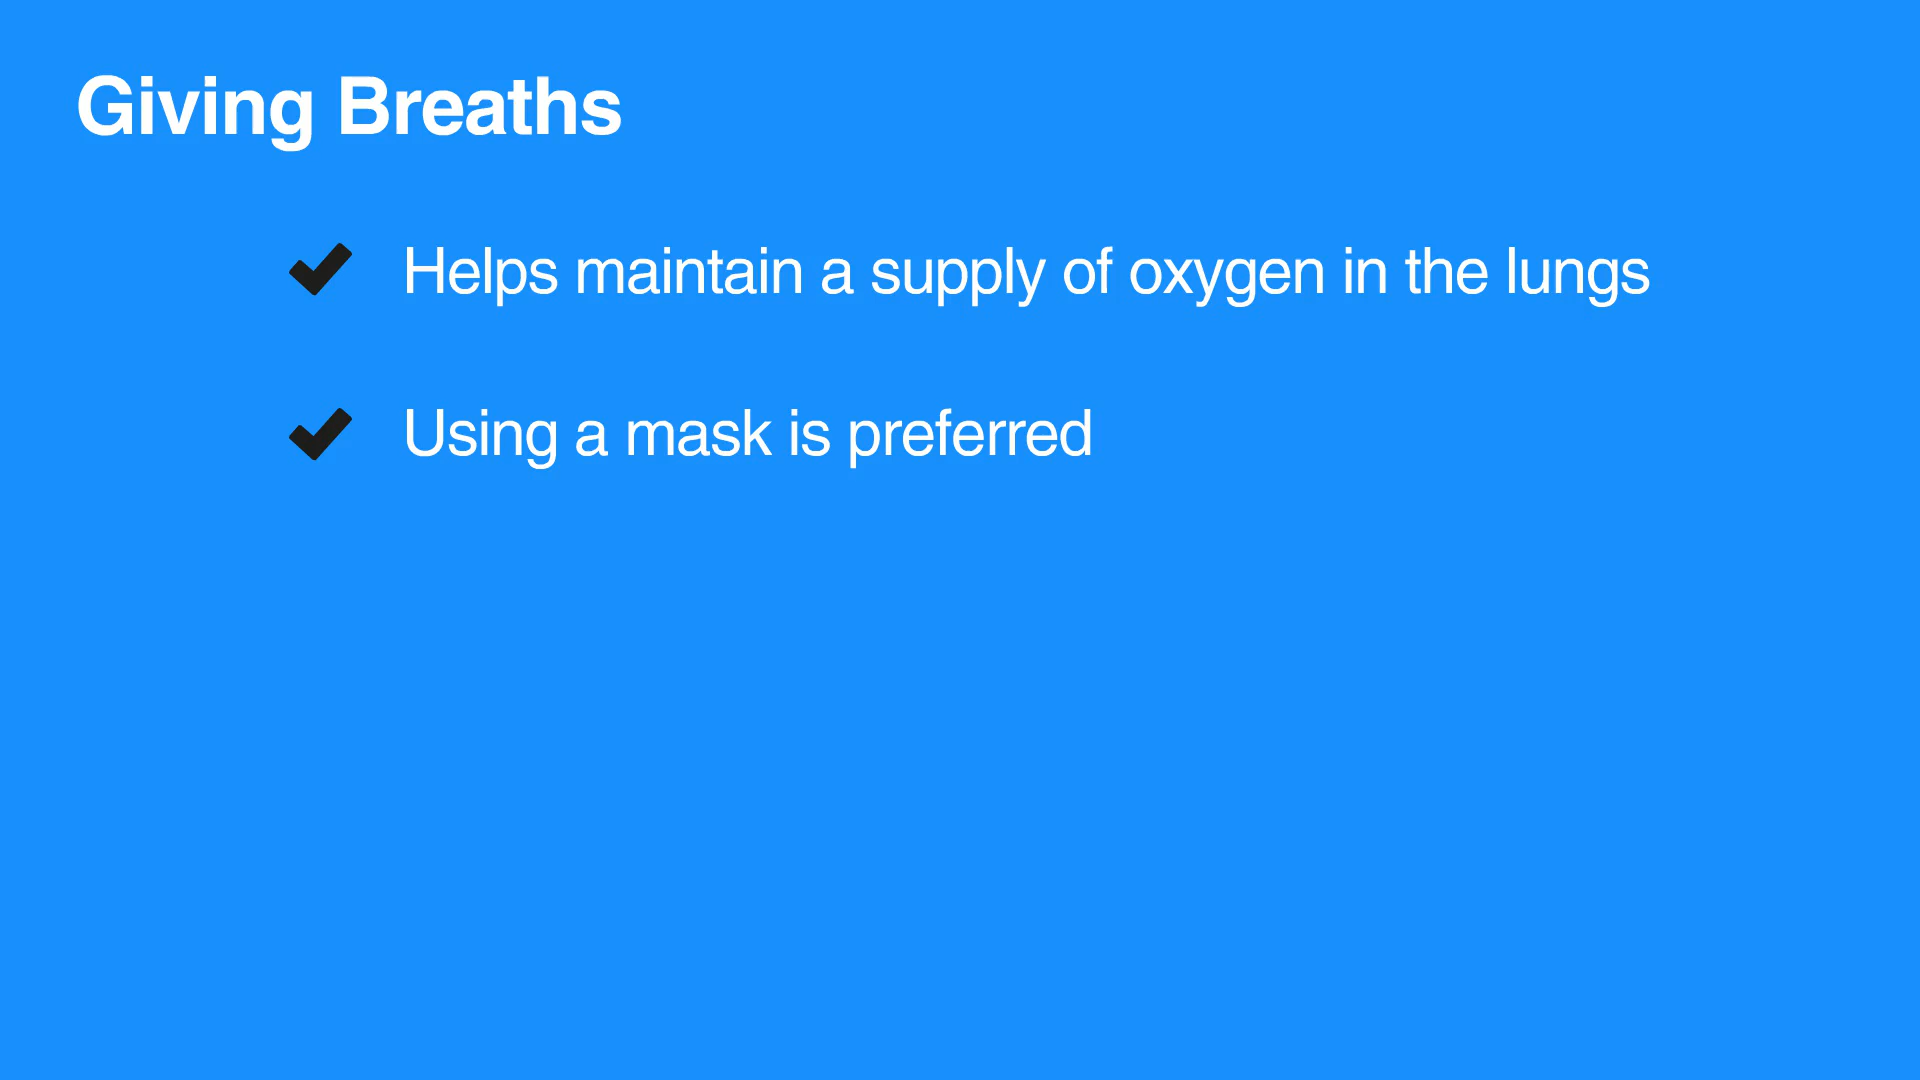 Giving Breaths
Helps maintain a supply of oxygen in the lungs
Using a mask is preferred